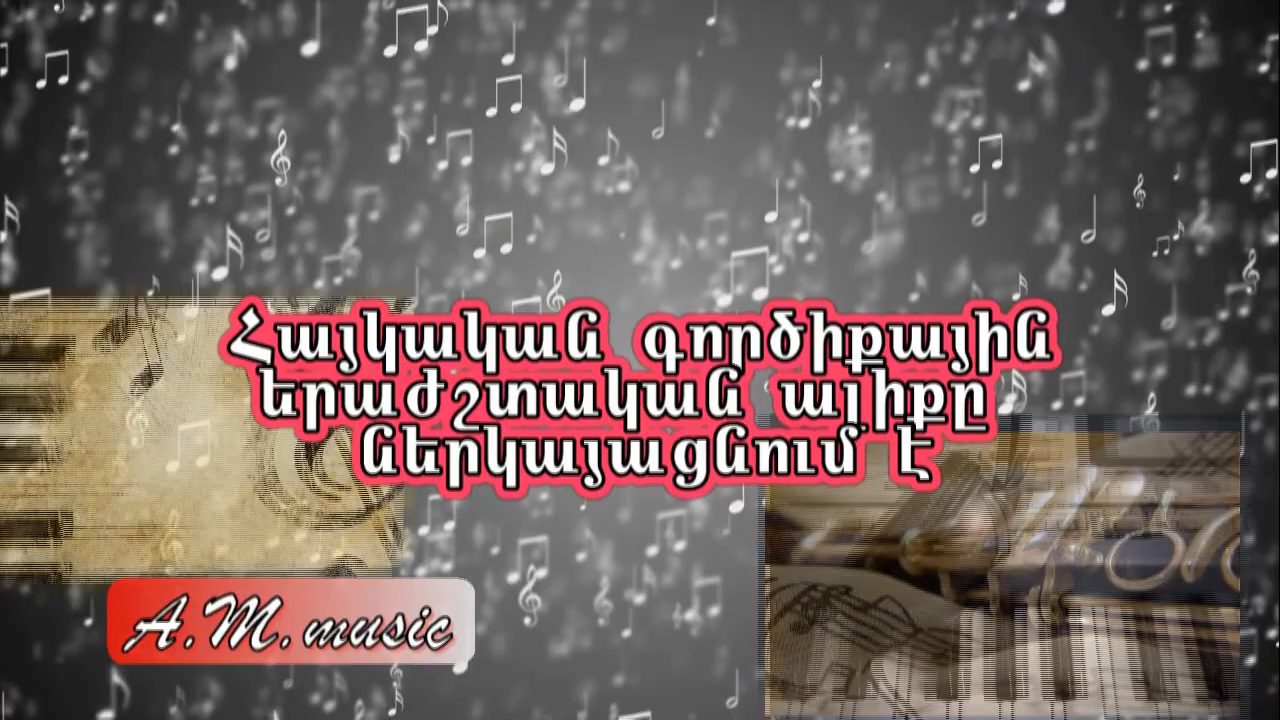 Հայկական գործիքային
երաժշտական ալիքը
ներկայացնում է
A.M. music